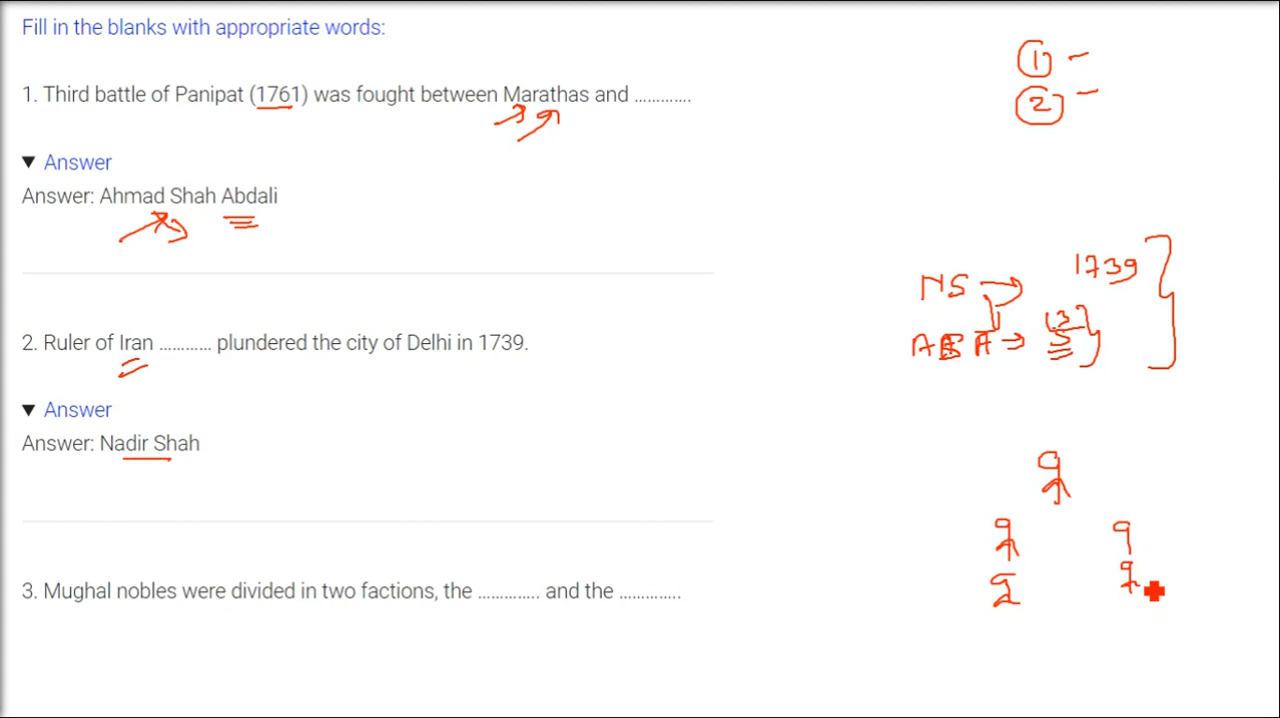 Fill in the blanks with appropriate words:
1. Third battle of Panipat (1761) was fought between Marathas and ………….
Answer
Answer: Ahmad Shah Abdali
2. Ruler of Iran ………… plundered the city of Delhi in 1739.
Answer
Answer: Nadir Shah
3. Mughal nobles were divided in two factions, the ………….. and the …………..
1 -
2 -
NS → 1739